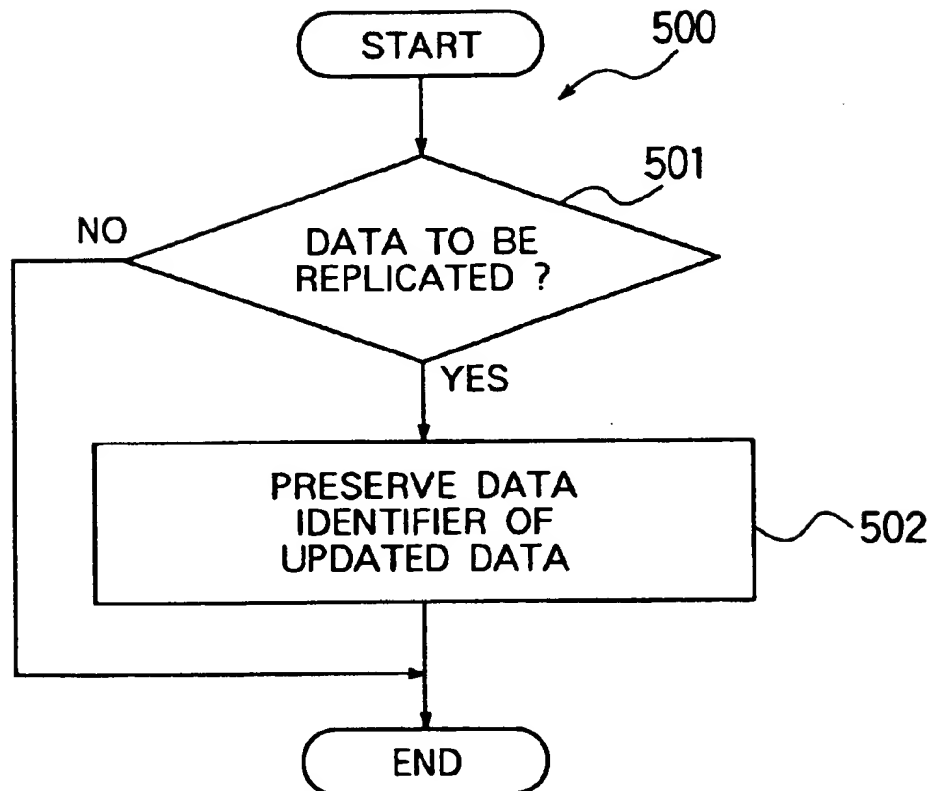 START
500
501
NO
DATA TO BE
REPLICATED ?
YES
PRESERVE DATA
IDENTIFIER OF
UPDATED DATA
502
END